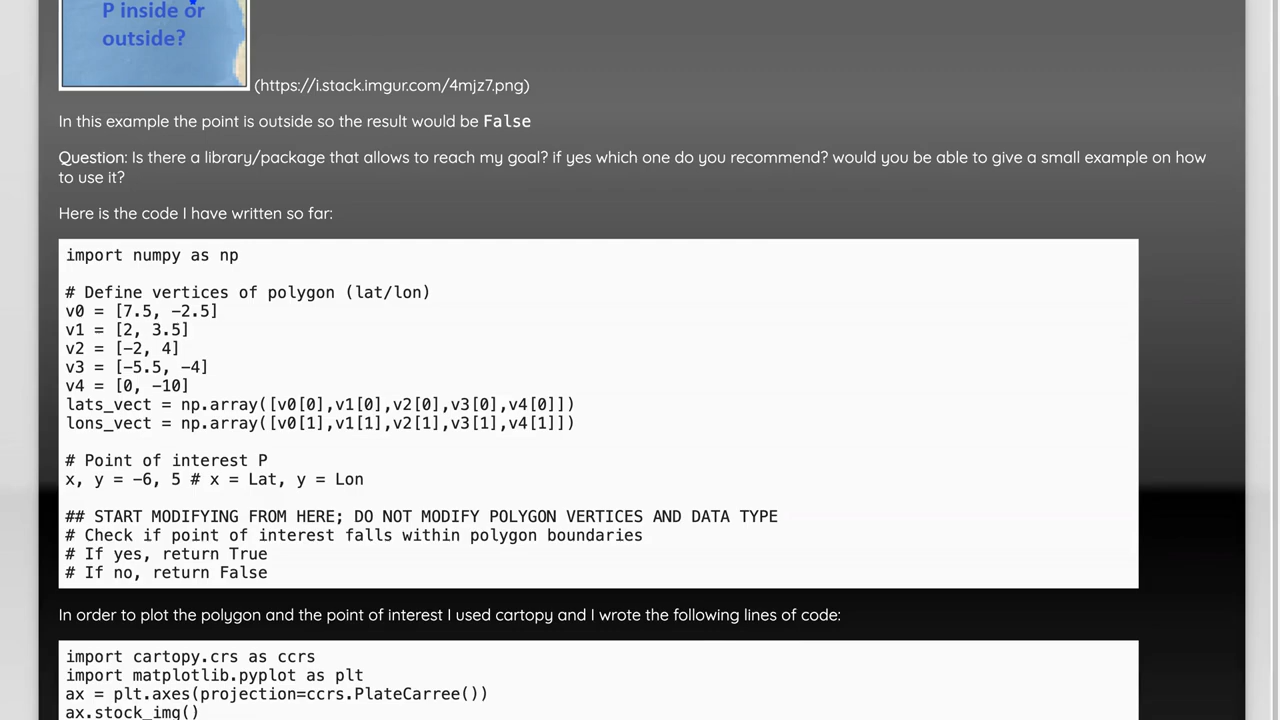 P inside or
outside?
(https://i.stack.imgur.com/4mjz7.png)
In this example the point is outside so the result would be False
Question: Is there a library/package that allows to reach my goal? if yes which one do you recommend? would you be able to give a small example on how
to use it?
Here is the code I have written so far:
import numpy as np
# Define vertices of polygon (lat/lon)
v0 = [7.5, -2.5]
v1 = [2, 3.5]
v2 = [-2, 4]
v3 = [-5.5, -4]
v4 = [0, -10]
lats_vect = np.array([v0[0],v1[0],v2[0],v3[0],v4[0]])
lons_vect = np.array([v0[1],v1[1],v2[1],v3[1],v4[1]])
# Point of interest P
x, y = -6, 5 # x = Lat, y = Lon
## START MODIFYING FROM HERE; DO NOT MODIFY POLYGON VERTICES AND DATA TYPE
# Check if point of interest falls within polygon boundaries
# If yes, return True
# If no, return False
In order to plot the polygon and the point of interest I used cartopy and I wrote the following lines of code:
import cartopy.crs as ccrs
import matplotlib.pyplot as plt
ax = plt.axes(projection=ccrs.PlateCarree())
ax.stock_img()